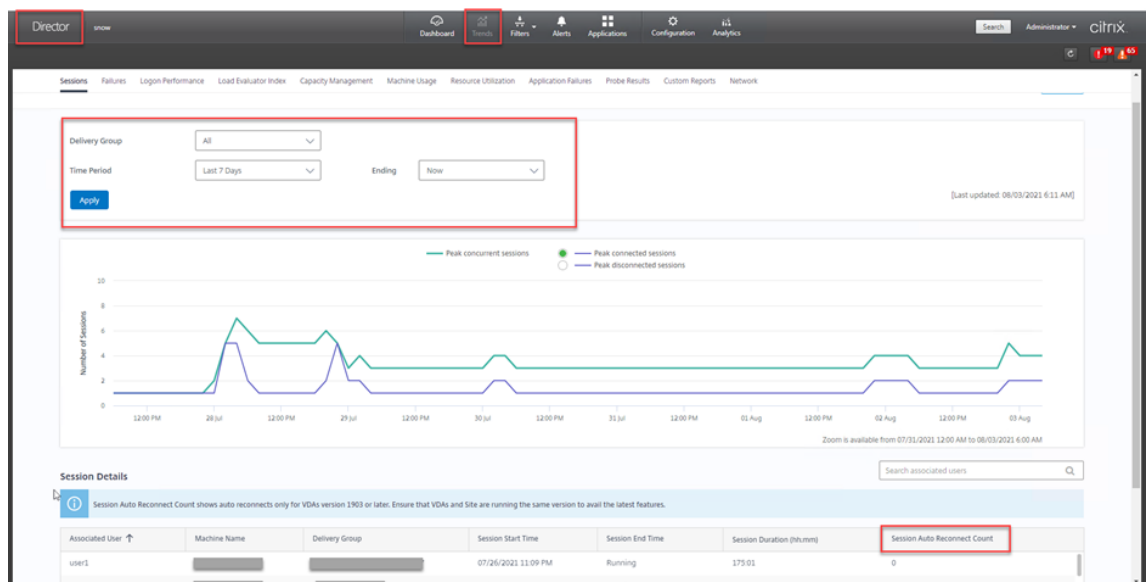 Director snow Dashboard Trends Filters Alerts Applications Configuration Analytics Search Administrator citrix
19 65
Sessions Failures Logon Performance Load Evaluator Index Capacity Management Machine Usage Resource Utilization Application Failures Probe Results Custom Reports Network
Delivery Group All
Time Period Last 7 Days Ending Now
Apply
[Last updated: 08/03/2021 6:11 AM]
Peak concurrent sessions Peak connected sessions
Peak disconnected sessions
Number of Sessions
10
8
6
4
2
0
12:00 PM 28 Jul 12:00 PM 29 Jul 12:00 PM 30 Jul 12:00 PM 31 Jul 12:00 PM 01 Aug 12:00 PM 02 Aug 12:00 PM 03 Aug
Zoom is available from 07/31/2021 12:00 AM to 08/03/2021 6:00 AM
Session Details Search associated users
Session Auto Reconnect Count shows auto reconnects only for VDAs version 1903 or later. Ensure that VDAs and Site are running the same version to avail the latest features.
Associated User Machine Name Delivery Group Session Start Time Session End Time Session Duration (hh:mm) Session Auto Reconnect Count
user1 07/26/2021 11:09 PM Running 175:01 0